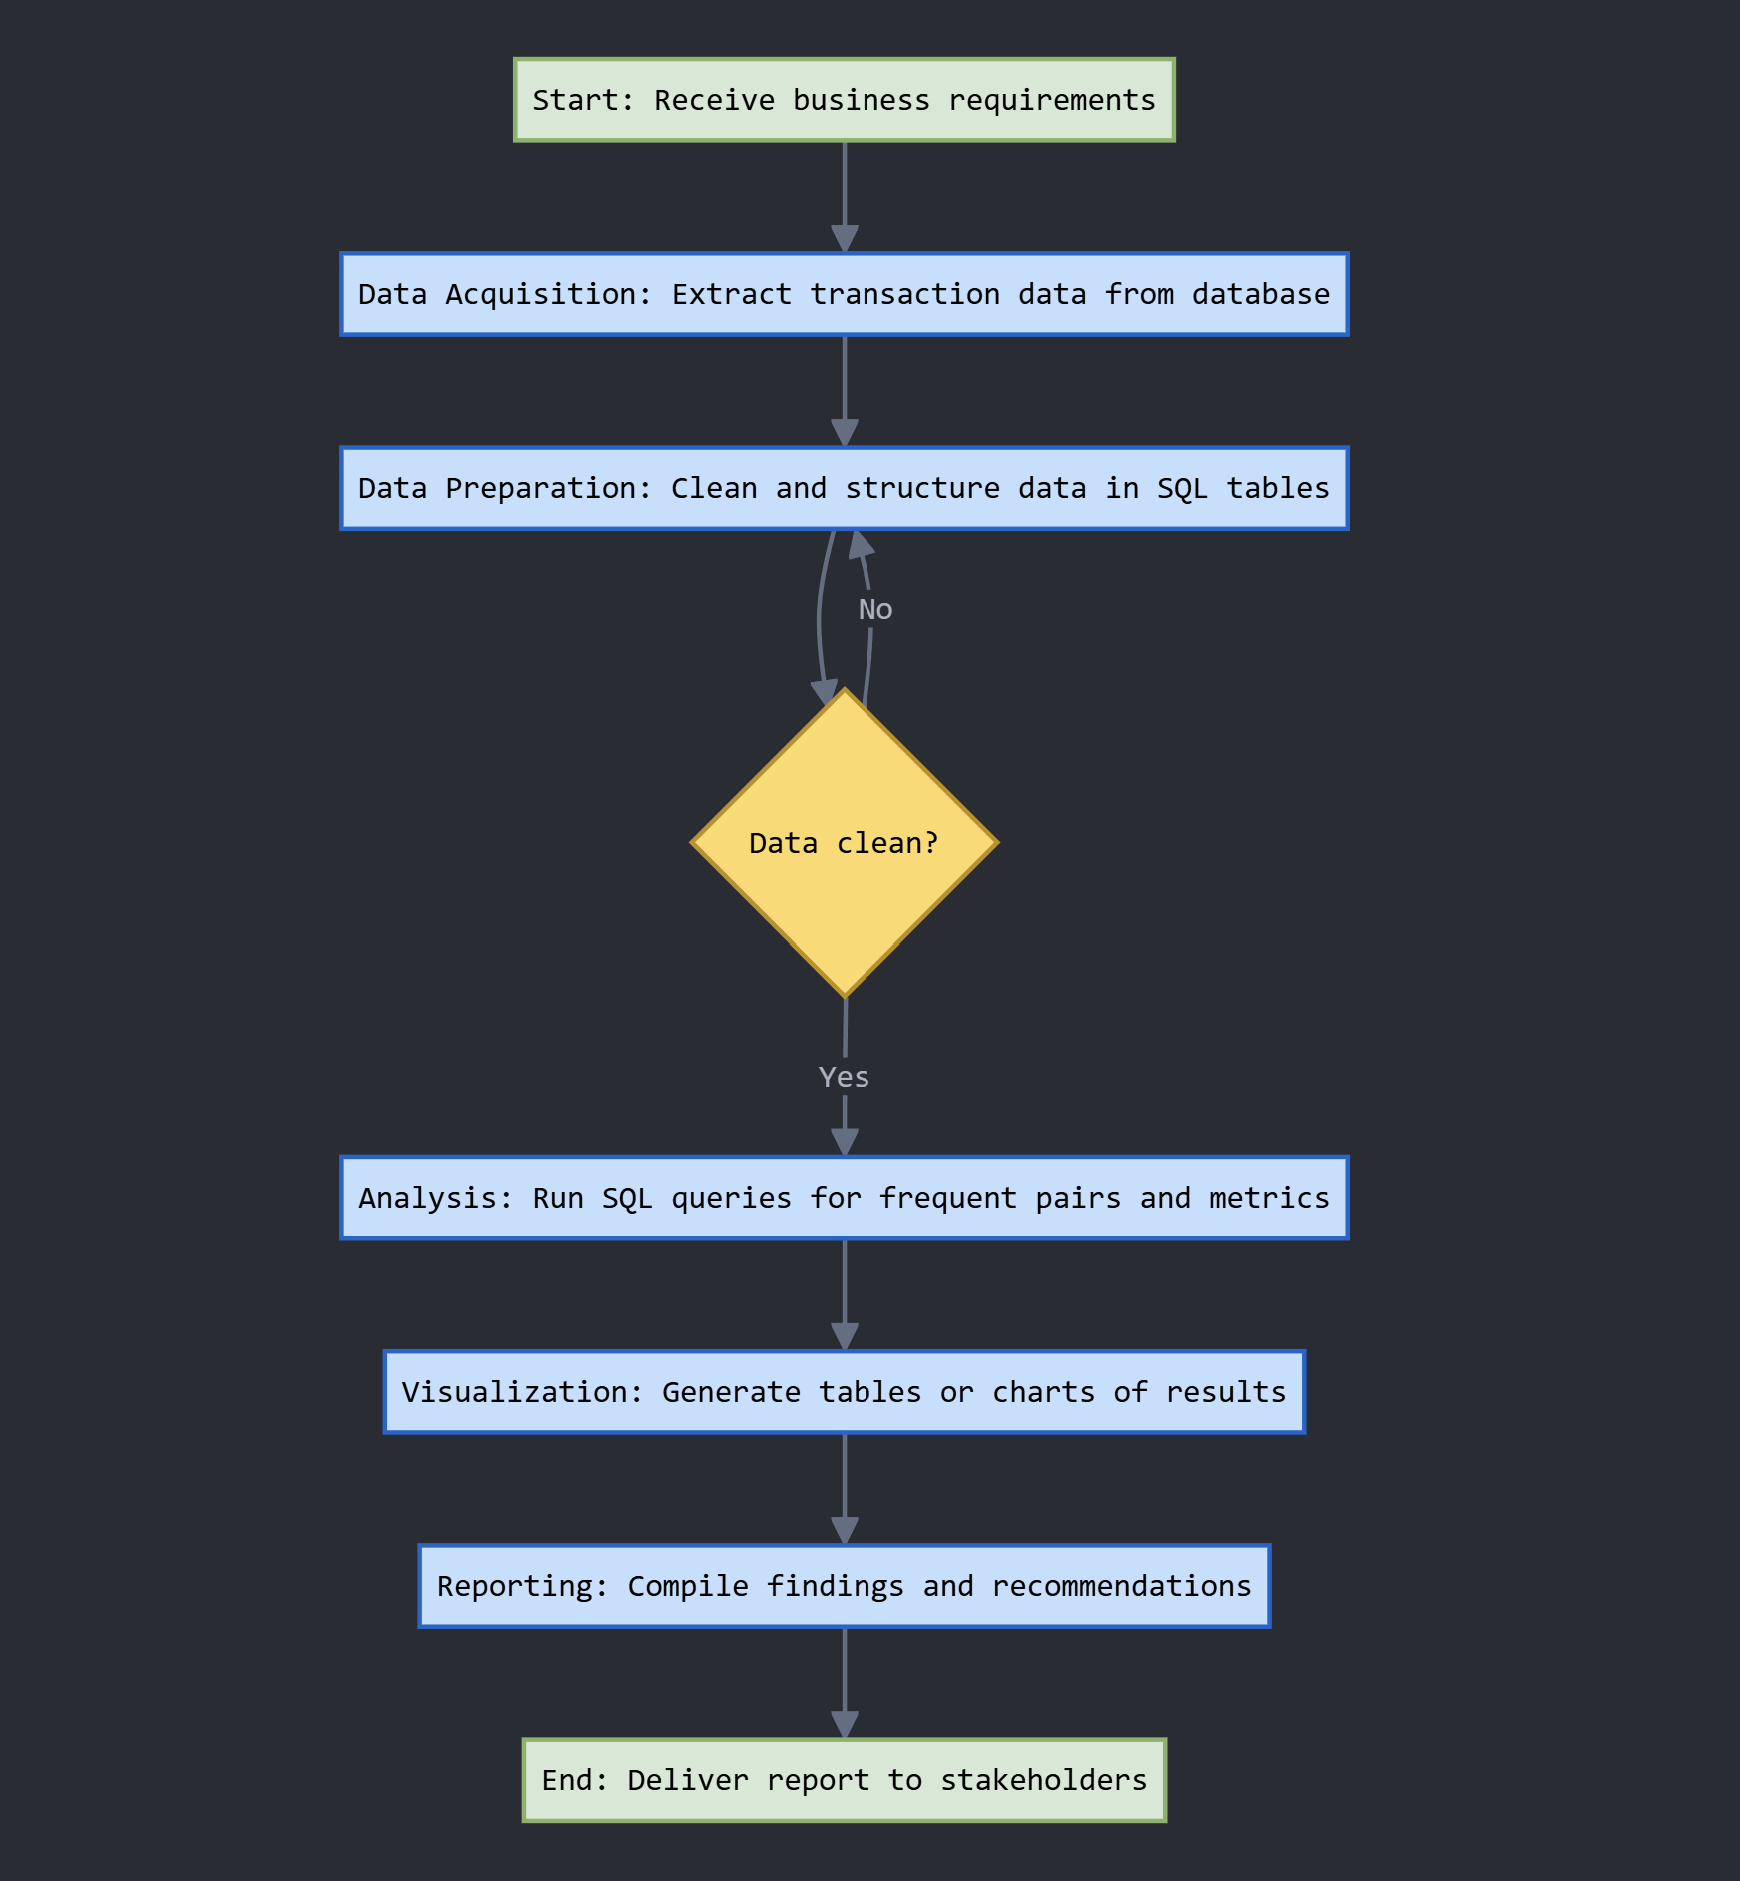 Start: Receive business requirements
Data Acquisition: Extract transaction data from database
Data Preparation: Clean and structure data in SQL tables
No
Data clean?
Yes
Analysis: Run SQL queries for frequent pairs and metrics
Visualization: Generate tables or charts of results
Reporting: Compile findings and recommendations
End: Deliver report to stakeholders